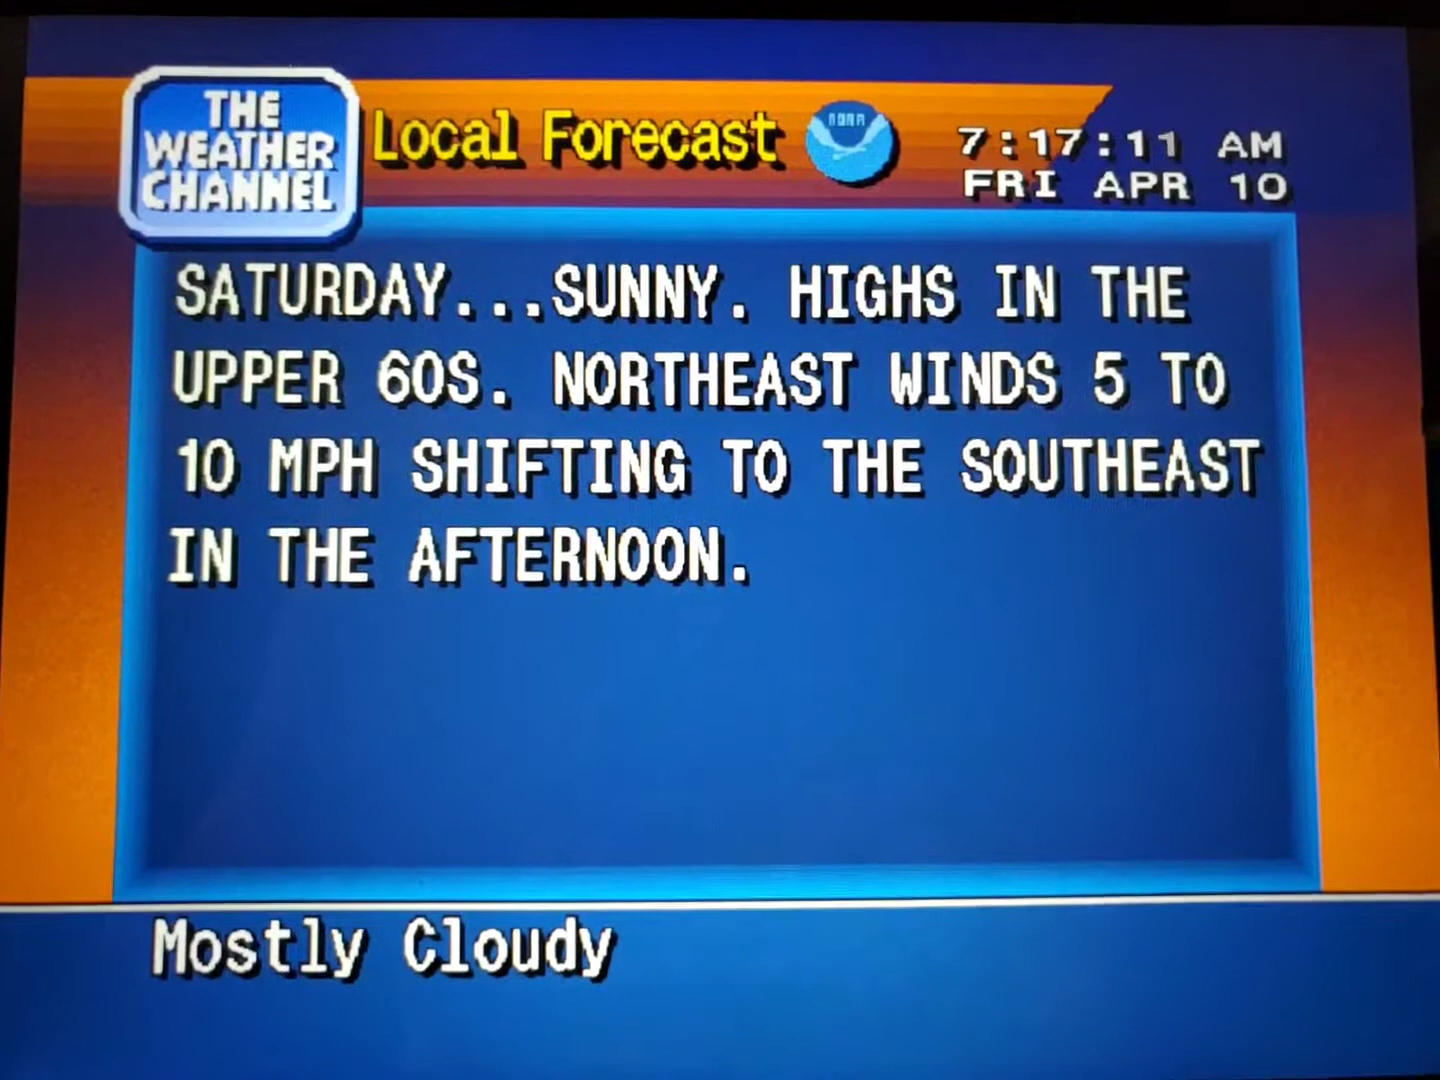 THE
WEATHER
CHANNEL
Local Forecast
NOAA
7:17:11 AM
FRI APR 10
SATURDAY...SUNNY. HIGHS IN THE
UPPER 60S. NORTHEAST WINDS 5 TO
10 MPH SHIFTING TO THE SOUTHEAST
IN THE AFTERNOON.
Mostly Cloudy